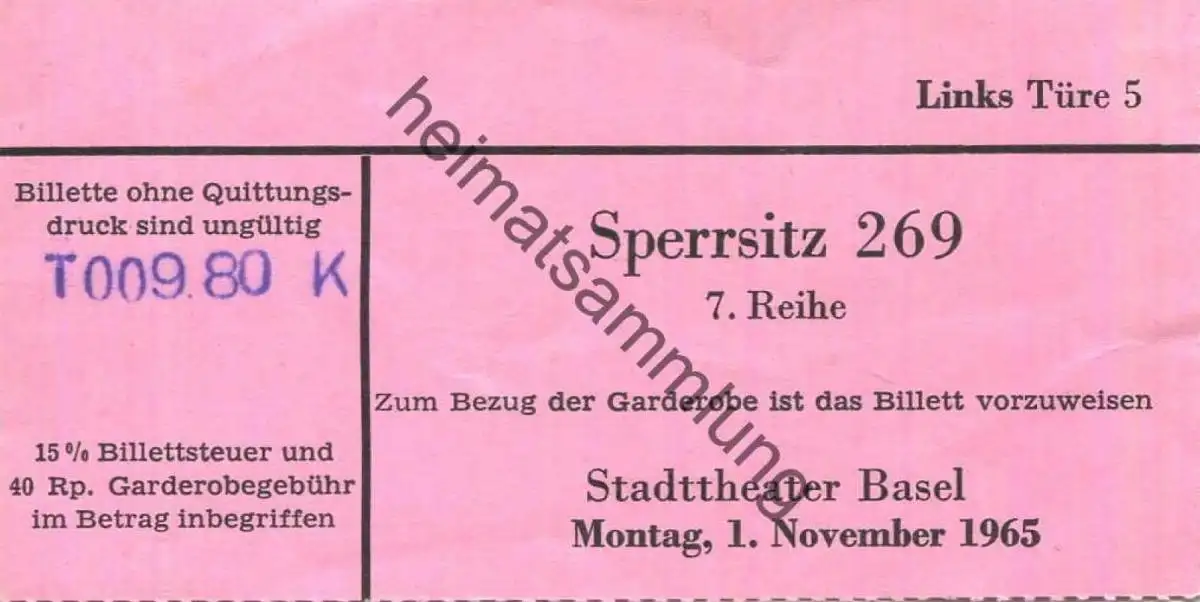 Links Türe 5
Billette ohne Quittungs-
druck sind ungültig
T009.80 K
15% Billettsteuer und
40 Rp. Garderobegebühr
im Betrag inbegriffen
Sperrsitz 269
7. Reihe
Zum Bezug der Garderobe ist das Billett vorzuweisen
Stadttheater Basel
Montag, 1. November 1965
heimatsammlung